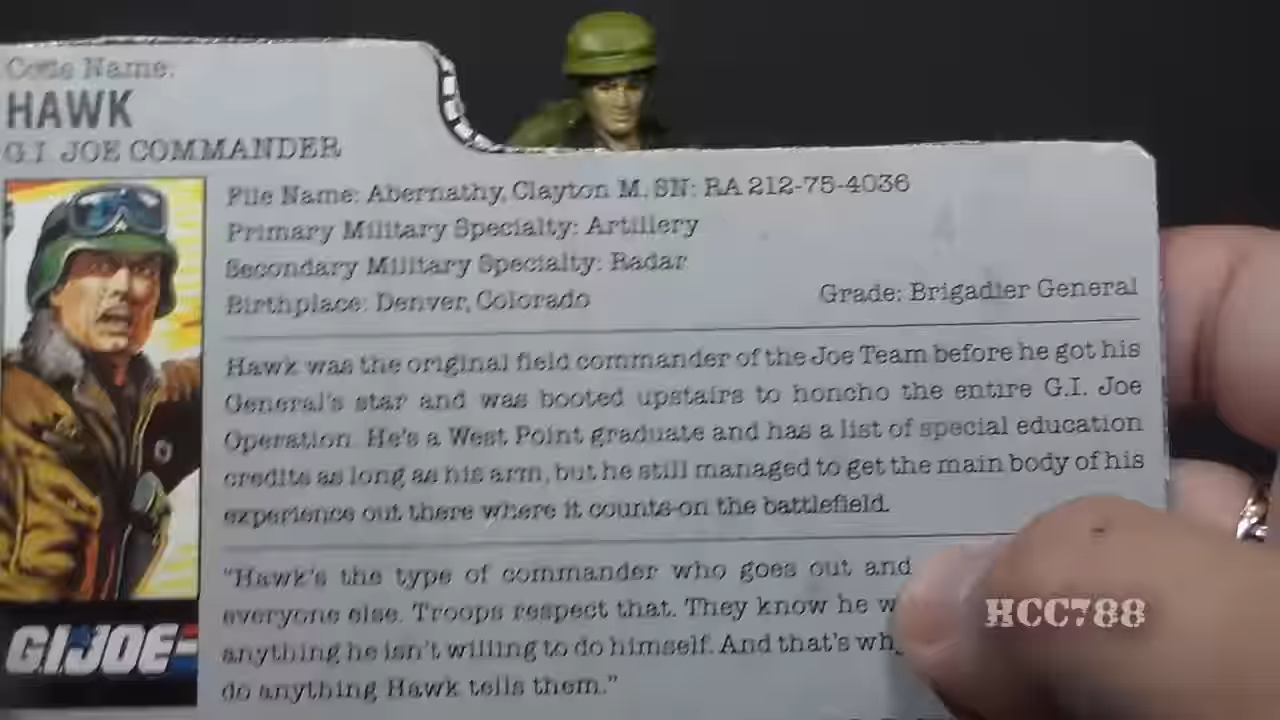 Code Name:
HAWK
G.I. JOE COMMANDER
File Name: Abernathy, Clayton M. SN: RA 212-75-4036
Primary Military Specialty: Artillery
Secondary Military Specialty: Radar
Birthplace: Denver, Colorado Grade: Brigadier General
Hawk was the original field commander of the Joe Team before he got his
General's star and was booted upstairs to honcho the entire G.I. Joe
Operation. He's a West Point graduate and has a list of special education
credits as long as his arm, but he still managed to get the main body of his
experience out there where it counts-on the battlefield.
"Hawk's the type of commander who goes out and
everyone else. Troops respect that. They know he
anything he isn't willing to do himself. And that's
do anything Hawk tells them."
G.I. JOE
HCC788